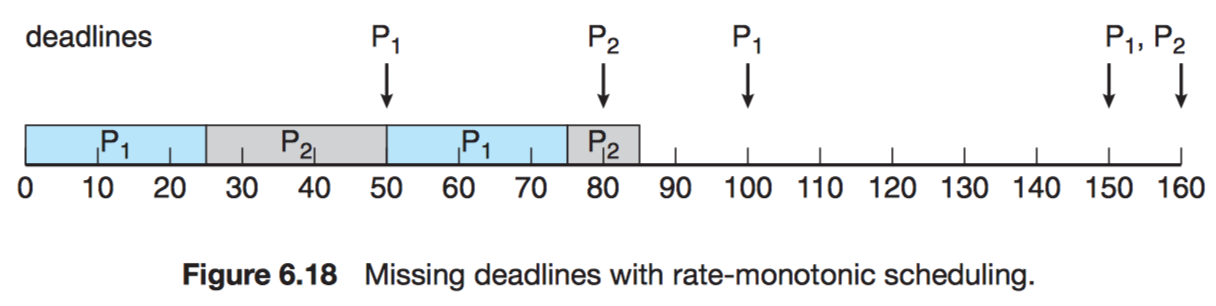 deadlines P₁ P₂ P₁ P₁, P₂
P₁ P₂ P₁ P₂
0 10 20 30 40 50 60 70 80 90 100 110 120 130 140 150 160
Figure 6.18 Missing deadlines with rate-monotonic scheduling.